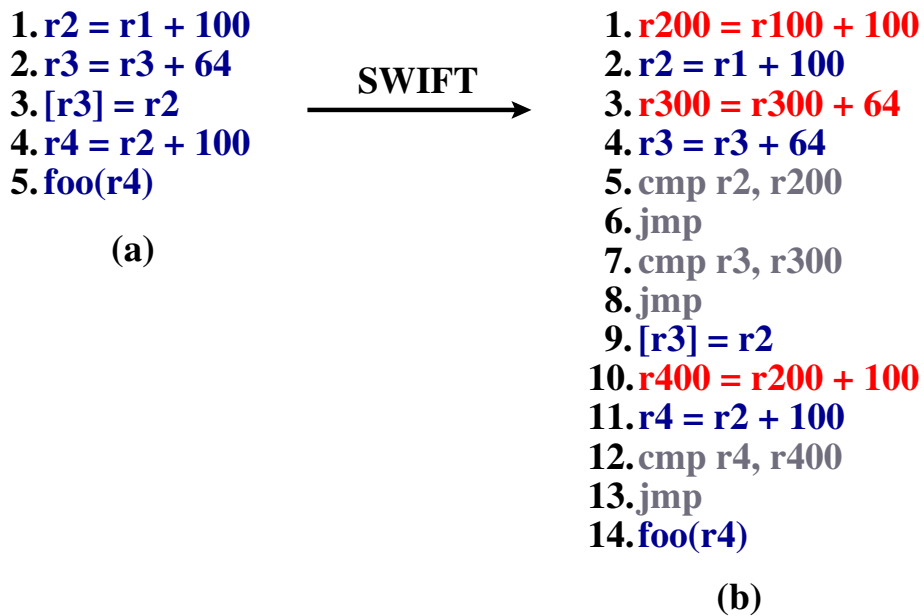 1. r2 = r1 + 100
2. r3 = r3 + 64
3. [r3] = r2
4. r4 = r2 + 100
5. foo(r4)
(a)
SWIFT
1. r200 = r100 + 100
2. r2 = r1 + 100
3. r300 = r300 + 64
4. r3 = r3 + 64
5. cmp r2, r200
6. jmp
7. cmp r3, r300
8. jmp
9. [r3] = r2
10. r400 = r200 + 100
11. r4 = r2 + 100
12. cmp r4, r400
13. jmp
14. foo(r4)
(b)